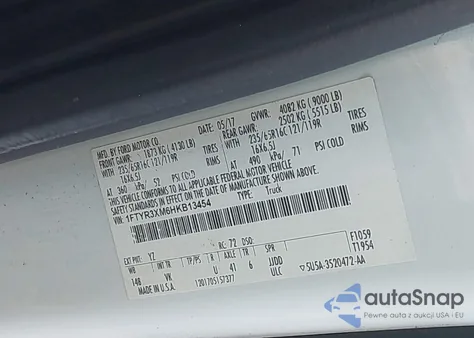 MFD. BY FORD MOTOR CO.
DATE: 05/17 GVWR: 4082 KG ( 9000 LB)
FRONT GAWR: 1873 KG ( 4130 LB) REAR GAWR: 2502 KG ( 5515 LB)
WITH 235/65R16C 121/119R TIRES WITH 235/65R16C 121/119R TIRES
16X6.5J RIMS 16X6.5J RIMS
AT 360 kPa/ 52 PSI COLD AT 490 kPa/ 71 PSI COLD
THIS VEHICLE CONFORMS TO ALL APPLICABLE FEDERAL MOTOR VEHICLE
SAFETY STANDARDS IN EFFECT ON THE DATE OF MANUFACTURE SHOWN ABOVE.
VIN: 1FTYR3XM6HKB13454
TYPE: Truck
EXT PNT: YZ RC: 72 DSO: F1059
WB BRK INT TR TP/PS R AXLE TR SPR T1954
148 VK U 41 6 JJDD
MADE IN U.S.A. 12017051 57377 ULC
5U5A-3520472-AA
autoSnap
Pewne auto z aukcji USA i EU